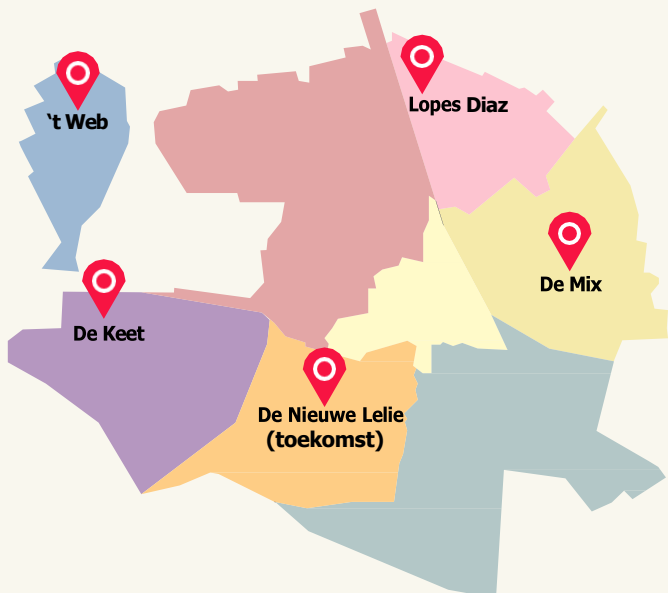 Lopes Diaz
‘t Web
De Mix
De Keet
De Nieuwe Lelie
(toekomst)